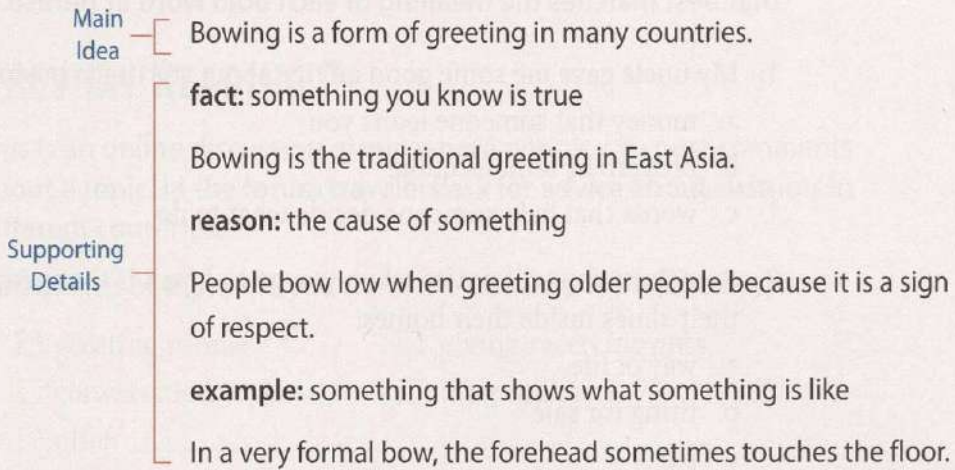 Main Idea
Bowing is a form of greeting in many countries.
Supporting Details
fact: something you know is true
Bowing is the traditional greeting in East Asia.
reason: the cause of something
People bow low when greeting older people because it is a sign
of respect.
example: something that shows what something is like
In a very formal bow, the forehead sometimes touches the floor.